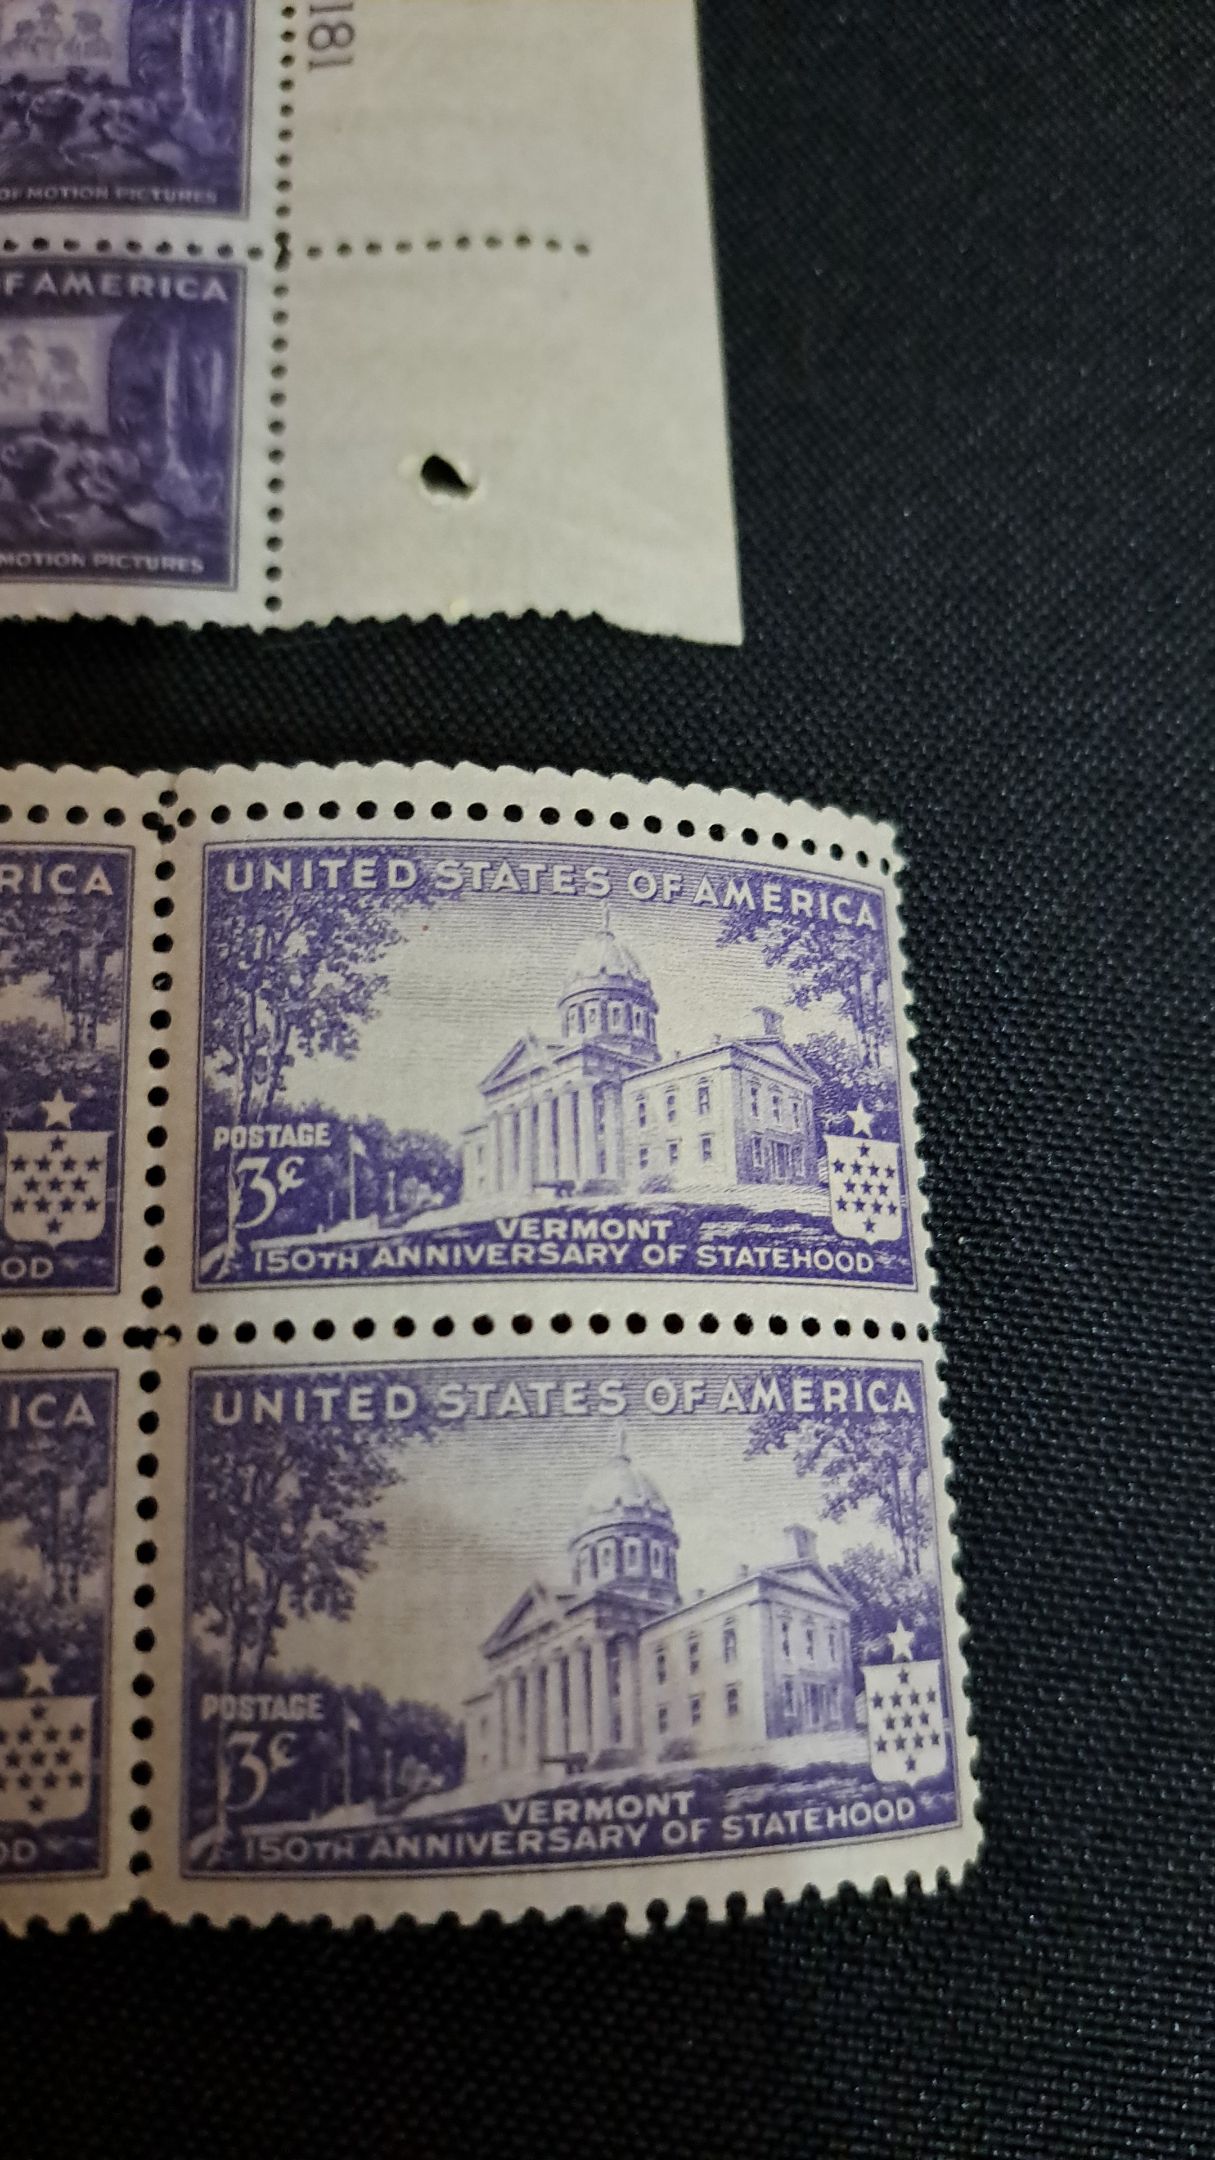 181
OF MOTION PICTURES
F AMERICA
MOTION PICTURES
RICA
UNITED STATES OF AMERICA
POSTAGE
3¢
VERMONT
150TH ANNIVERSARY OF STATEHOOD
OOD
ICA
UNITED STATES OF AMERICA
POSTAGE
3¢
VERMONT
150TH ANNIVERSARY OF STATEHOOD
OD